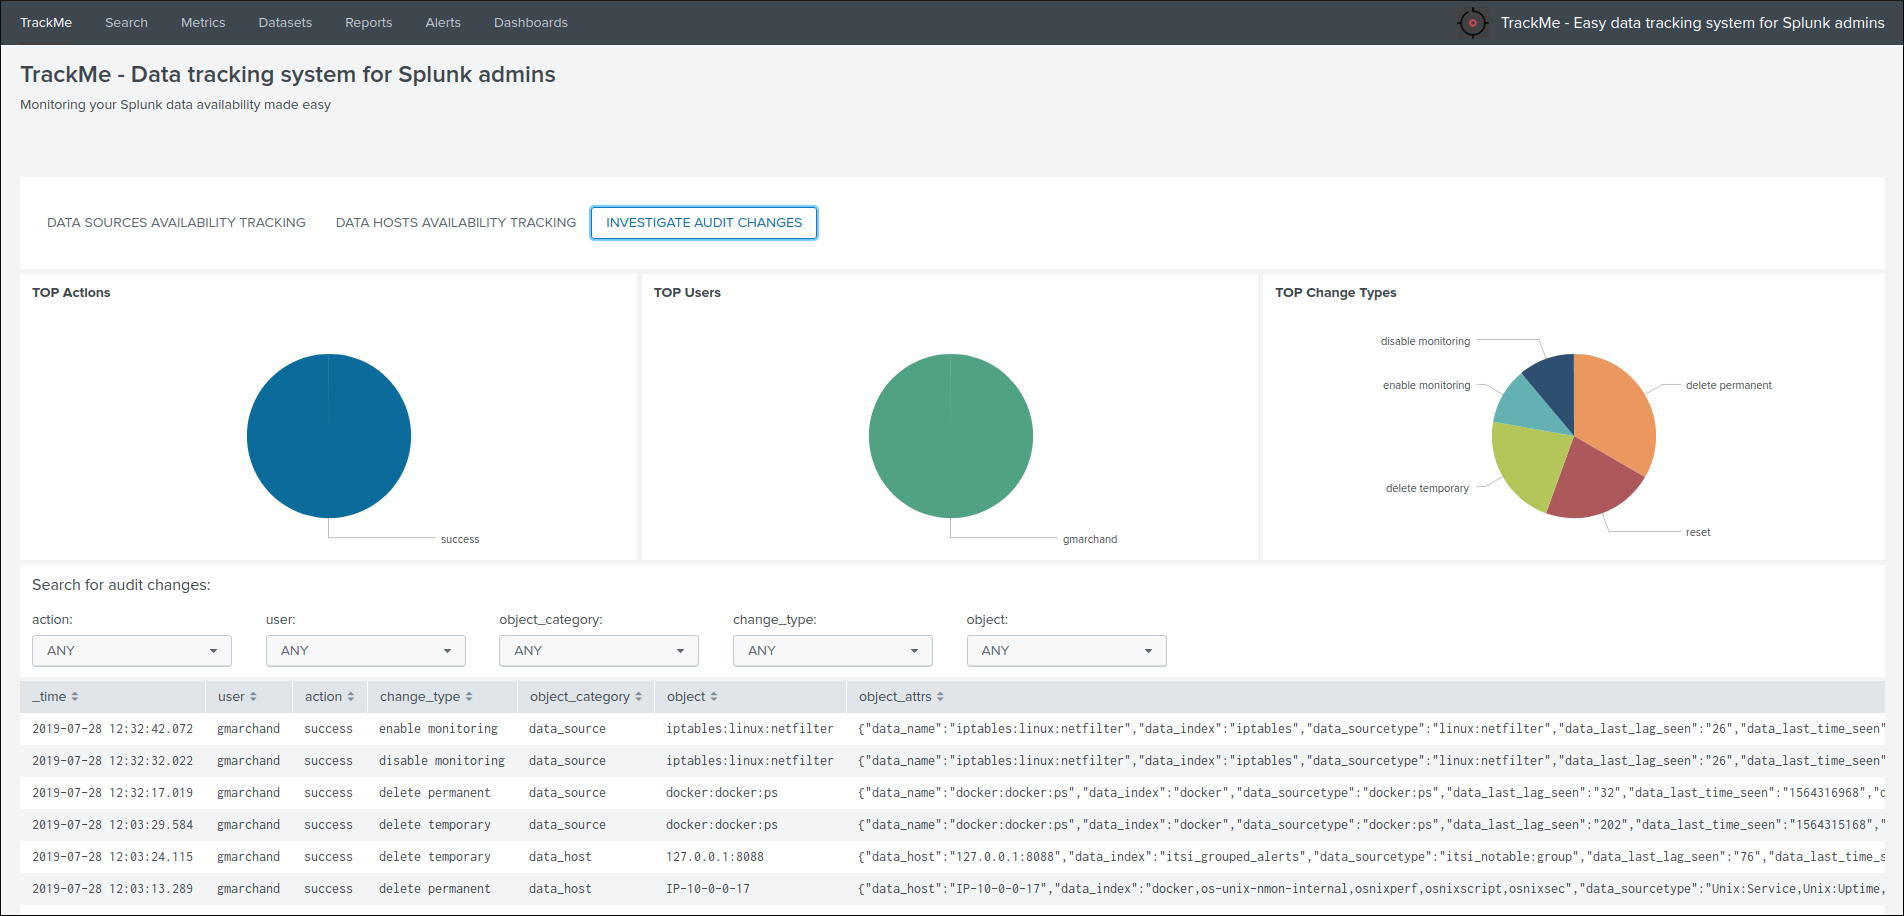 TrackMe Search Metrics Datasets Reports Alerts Dashboards TrackMe - Easy data tracking system for Splunk admins
TrackMe - Data tracking system for Splunk admins
Monitoring your Splunk data availability made easy
DATA SOURCES AVAILABILITY TRACKING DATA HOSTS AVAILABILITY TRACKING INVESTIGATE AUDIT CHANGES
TOP Actions
success
TOP Users
gmarchand
TOP Change Types
disable monitoring
enable monitoring
delete permanent
delete temporary
reset
Search for audit changes:
action: user: object_category: change_type: object:
ANY ANY ANY ANY ANY
_time user action change_type object_category object object_attrs
2019-07-28 12:32:42.072 gmarchand success enable monitoring data_source iptables:linux:netfilter {"data_name":"iptables:linux:netfilter","data_index":"iptables","data_sourcetype":"linux:netfilter","data_last_lag_seen":"26","data_last_time_seen"
2019-07-28 12:32:32.022 gmarchand success disable monitoring data_source iptables:linux:netfilter {"data_name":"iptables:linux:netfilter","data_index":"iptables","data_sourcetype":"linux:netfilter","data_last_lag_seen":"26","data_last_time_seen"
2019-07-28 12:32:17.019 gmarchand success delete permanent data_source docker:docker:ps {"data_name":"docker:docker:ps","data_index":"docker","data_sourcetype":"docker:ps","data_last_lag_seen":"32","data_last_time_seen":"1564316968","
2019-07-28 12:03:29.584 gmarchand success delete temporary data_source docker:docker:ps {"data_name":"docker:docker:ps","data_index":"docker","data_sourcetype":"docker:ps","data_last_lag_seen":"202","data_last_time_seen":"1564315168","
2019-07-28 12:03:24.115 gmarchand success delete temporary data_host 127.0.0.1:8088 {"data_host":"127.0.0.1:8088","data_index":"itsi_grouped_alerts","data_sourcetype":"itsi_notable:group","data_last_lag_seen":"76","data_last_time_s
2019-07-28 12:03:13.289 gmarchand success delete permanent data_host IP-10-0-0-17 {"data_host":"IP-10-0-0-17","data_index":"docker,os-unix-nmon-internal,osnixperf,osnixscript,osnixsec","data_sourcetype":"Unix:Service,Unix:Uptime,